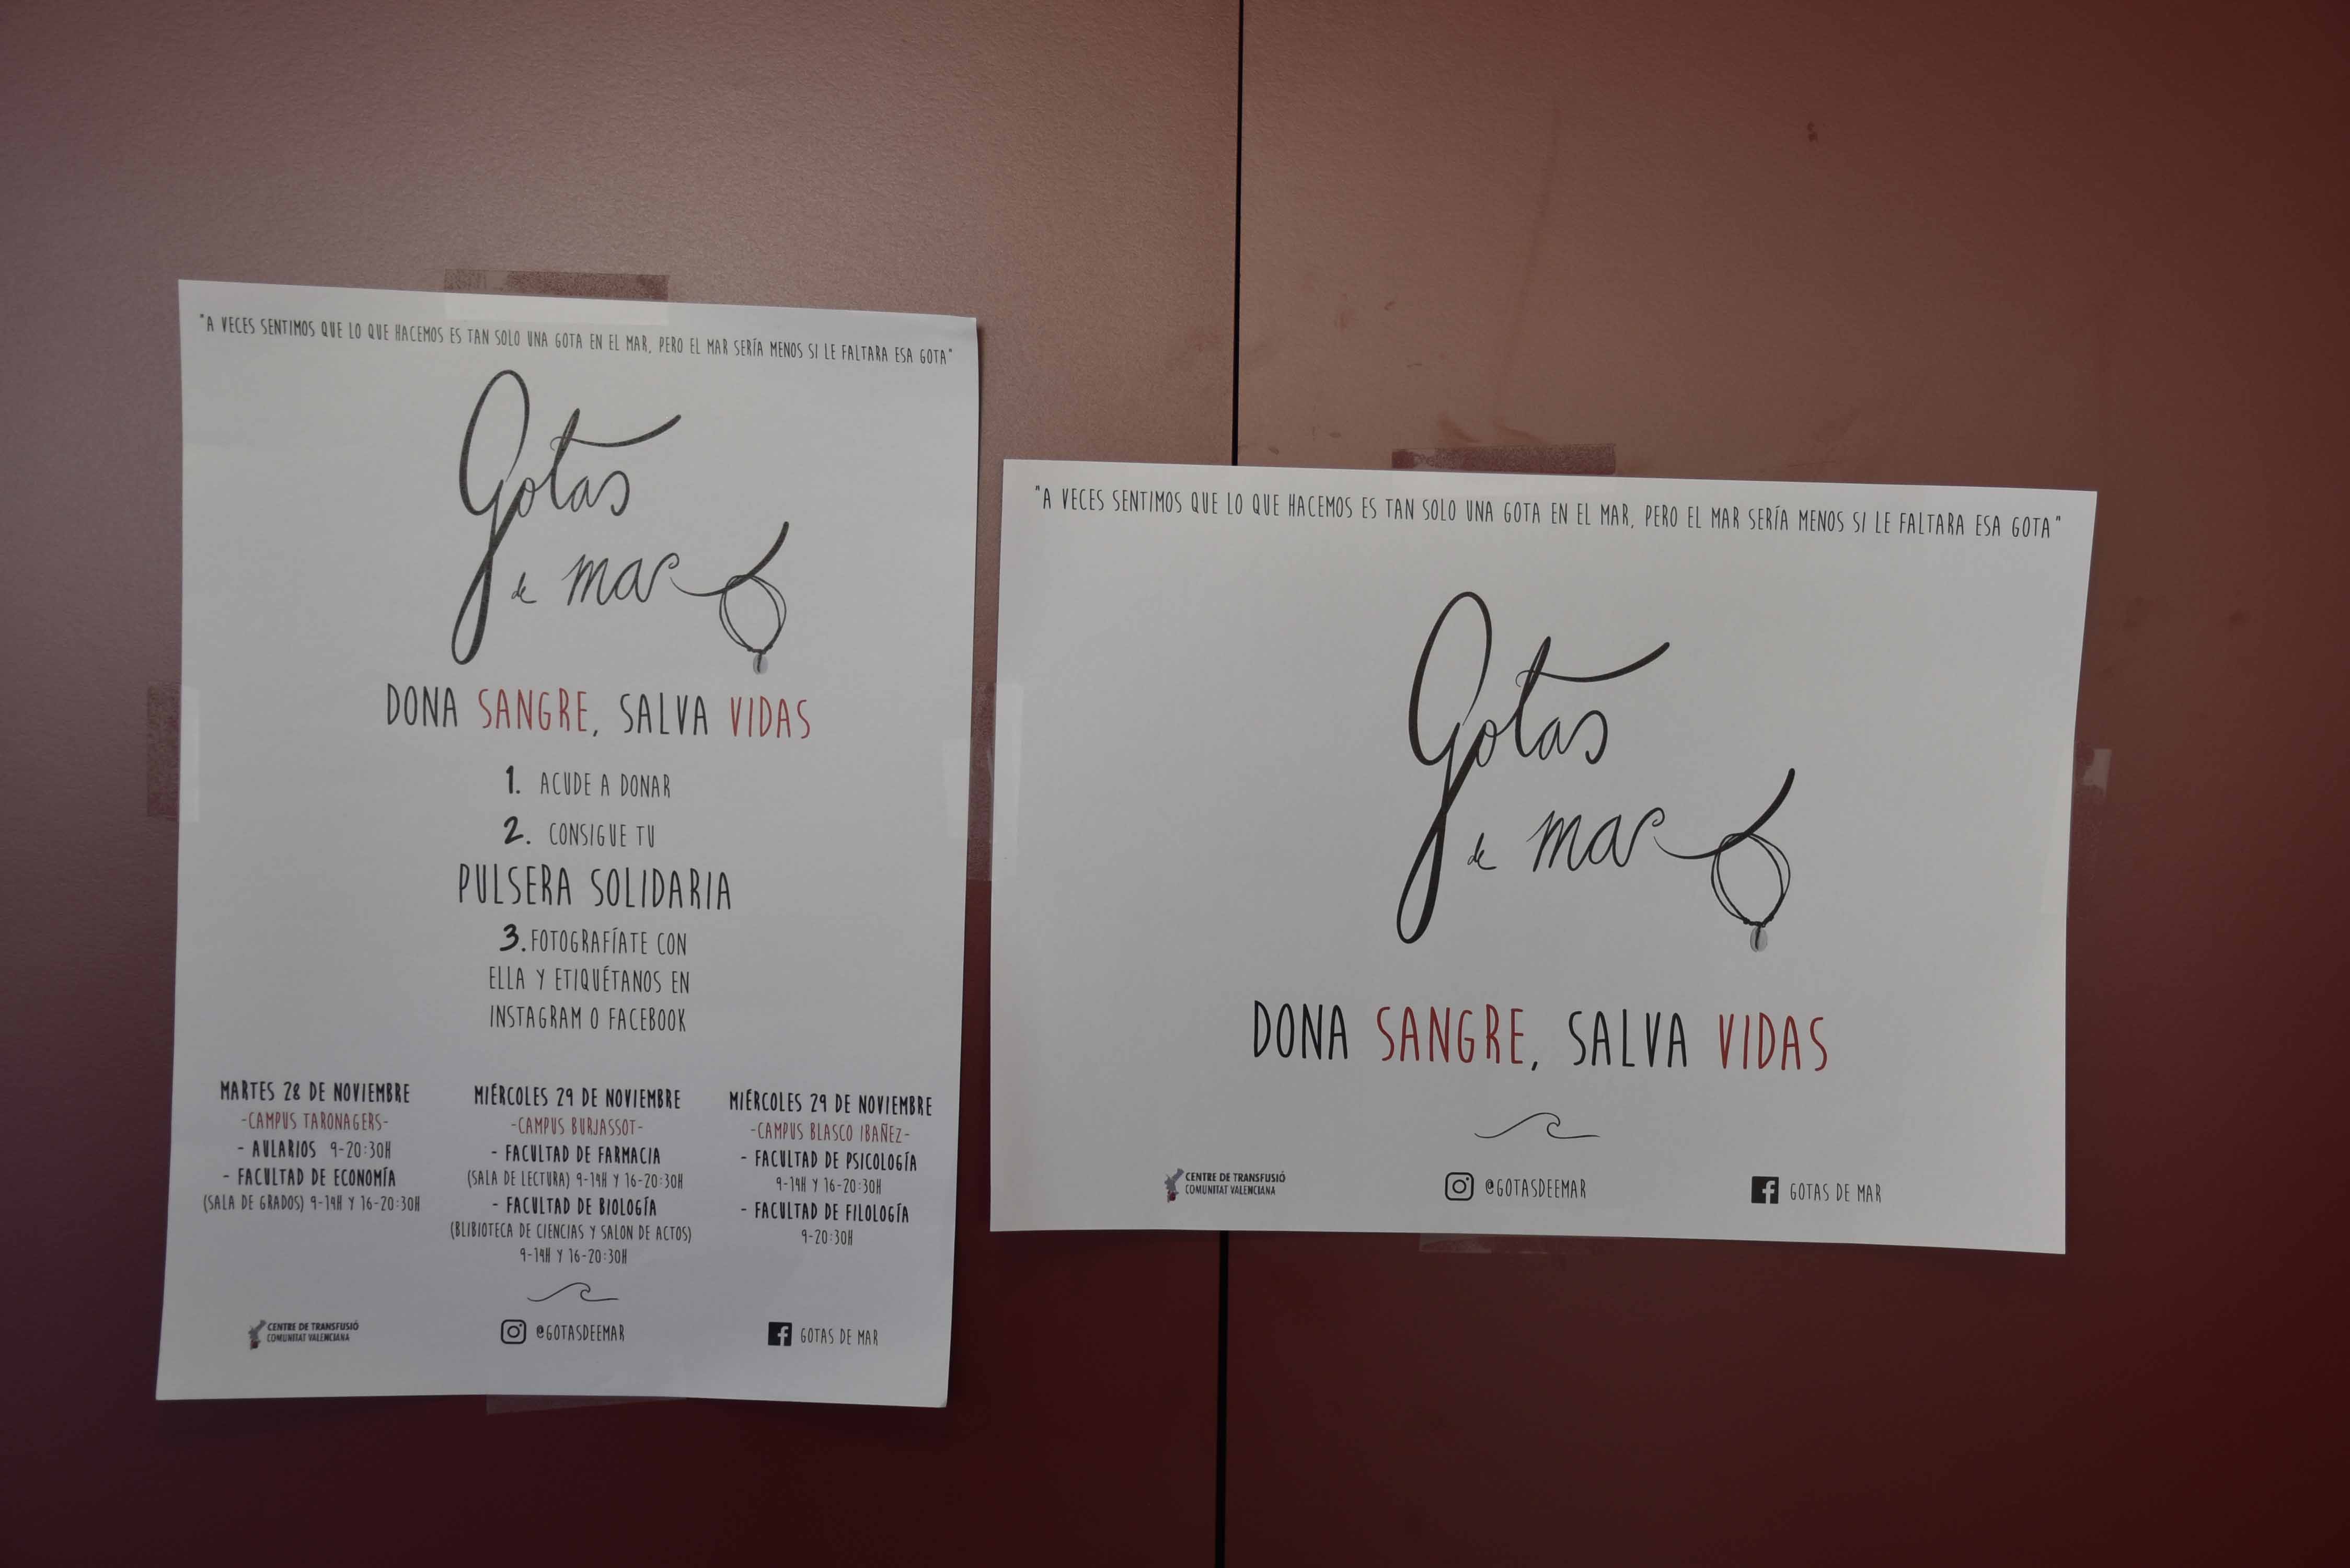 "A VECES SENTIMOS QUE LO QUE HACEMOS ES TAN SOLO UNA GOTA EN EL MAR, PERO EL MAR SERÍA MENOS SI LE FALTARA ESA GOTA"
Gotas
de mar
DONA SANGRE, SALVA VIDAS
1. ACUDE A DONAR
2. CONSIGUE TU
PULSERA SOLIDARIA
3. FOTOGRAFÍATE CON
ELLA Y ETIQUÉTANOS EN
INSTAGRAM O FACEBOOK
MARTES 28 DE NOVIEMBRE
-CAMPUS TARONAGERS-
- AULARIOS 9-20:30H
- FACULTAD DE ECONOMÍA
(SALA DE GRADOS) 9-14H Y 16-20:30H
MIÉRCOLES 29 DE NOVIEMBRE
-CAMPUS BURJASSOT-
- FACULTAD DE FARMACIA
(SALA DE LECTURA) 9-14H Y 16-20:30H
- FACULTAD DE BIOLOGÍA
(BLIBIOTECA DE CIENCIAS Y SALON DE ACTOS)
9-14H Y 16-20:30H
MIÉRCOLES 29 DE NOVIEMBRE
-CAMPUS BLASCO IBAÑEZ-
- FACULTAD DE PSICOLOGÍA
9-14H Y 16-20:30H
- FACULTAD DE FILOLOGÍA
9-20:30H
CENTRE DE TRANSFUSIÓ
COMUNITAT VALENCIANA
@GOTASDEEMAR
GOTAS DE MAR
"A VECES SENTIMOS QUE LO QUE HACEMOS ES TAN SOLO UNA GOTA EN EL MAR, PERO EL MAR SERÍA MENOS SI LE FALTARA ESA GOTA"
Gotas
de mar
DONA SANGRE, SALVA VIDAS
CENTRE DE TRANSFUSIÓ
COMUNITAT VALENCIANA
@GOTASDEEMAR
GOTAS DE MAR